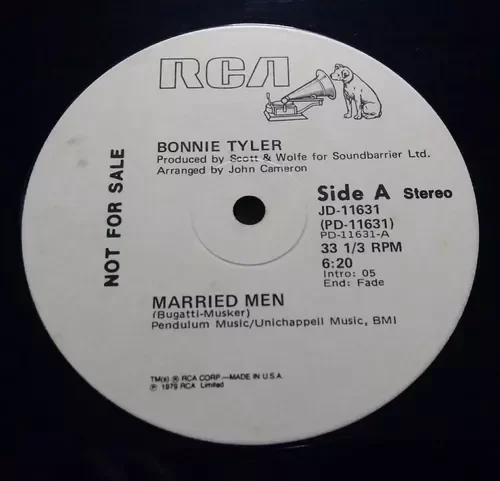 RCA
BONNIE TYLER
Produced by Scott & Wolfe for Soundbarrier Ltd.
Arranged by John Cameron
NOT FOR SALE
Side A Stereo
JD-11631
(PD-11631)
PD-11631-A
33 1/3 RPM
6:20
Intro: 05
End: Fade
MARRIED MEN
(Bugatti-Musker)
Pendulum Music/Unichappell Music, BMI
TM(s) ® RCA CORP—MADE IN U.S.A.
℗ 1979 RCA Limited